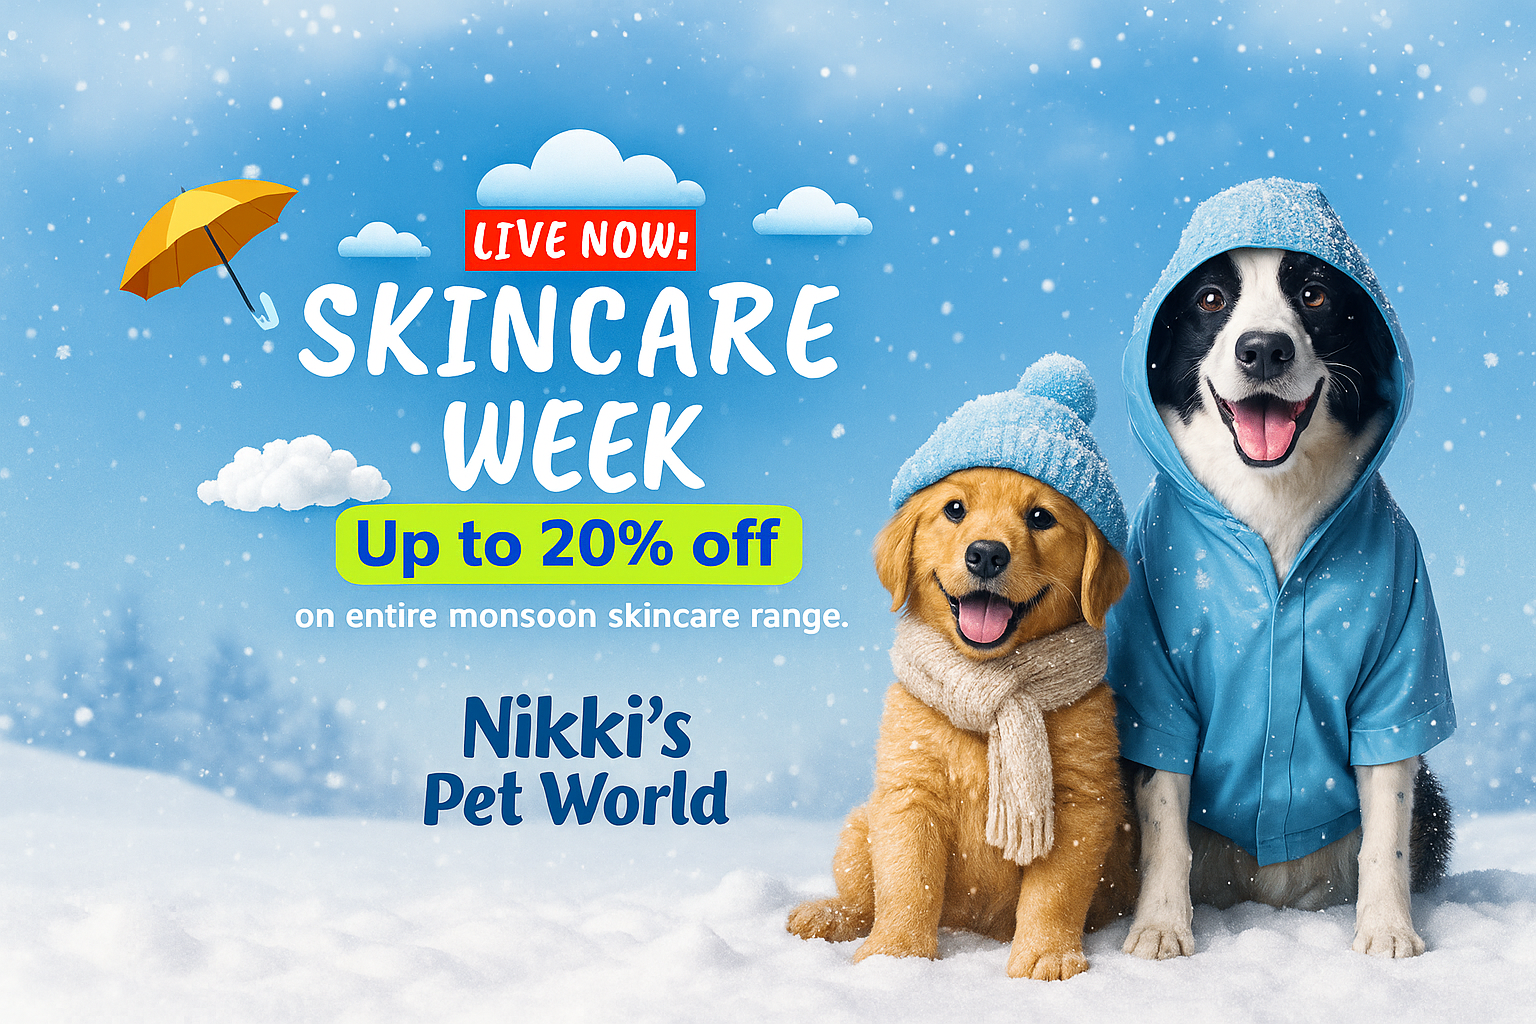 LIVE NOW:
SKINCARE
WEEK
Up to 20% off
on entire monsoon skincare range.
Nikki's
Pet World